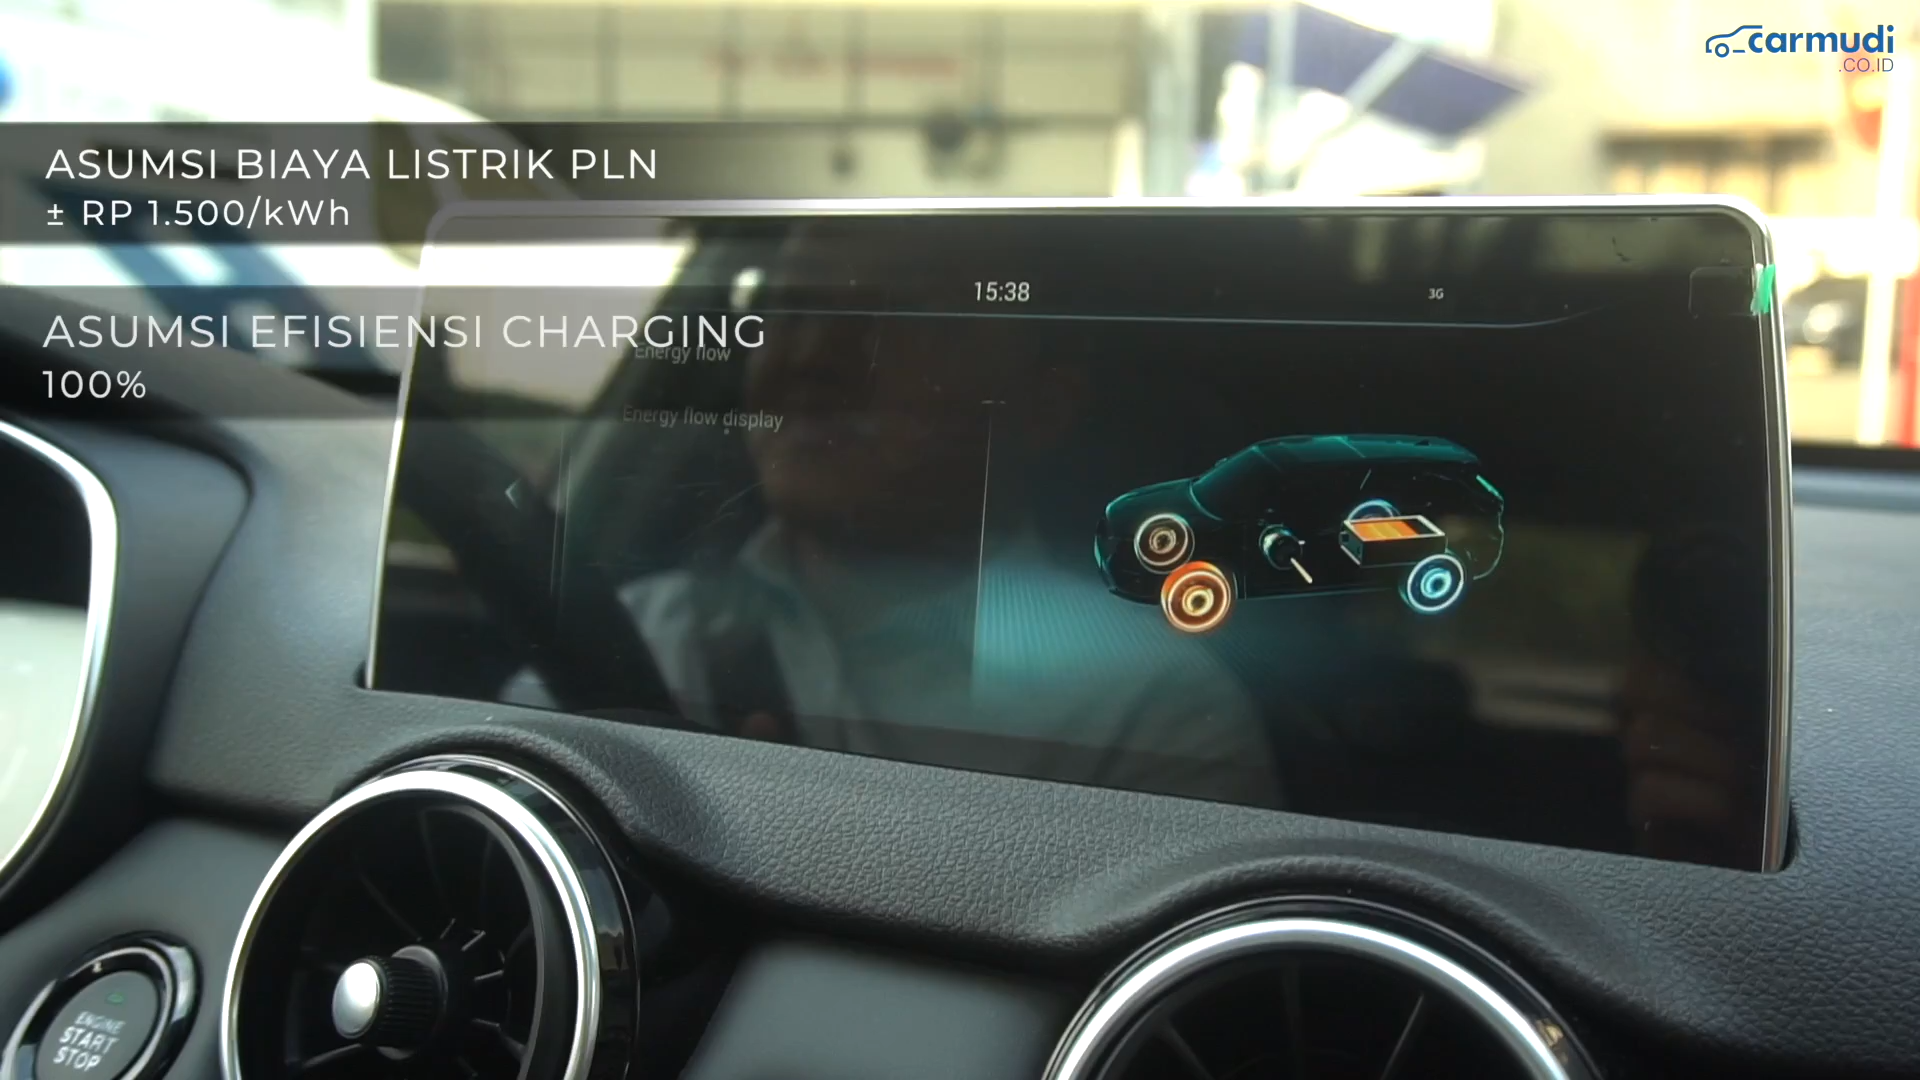 carmudi
.CO.ID
ASUMSI BIAYA LISTRIK PLN
± RP 1.500/kWh
15:38
3G
ASUMSI EFISIENSI CHARGING
100%
Energy flow
Energy flow display
ENGINE
START
STOP